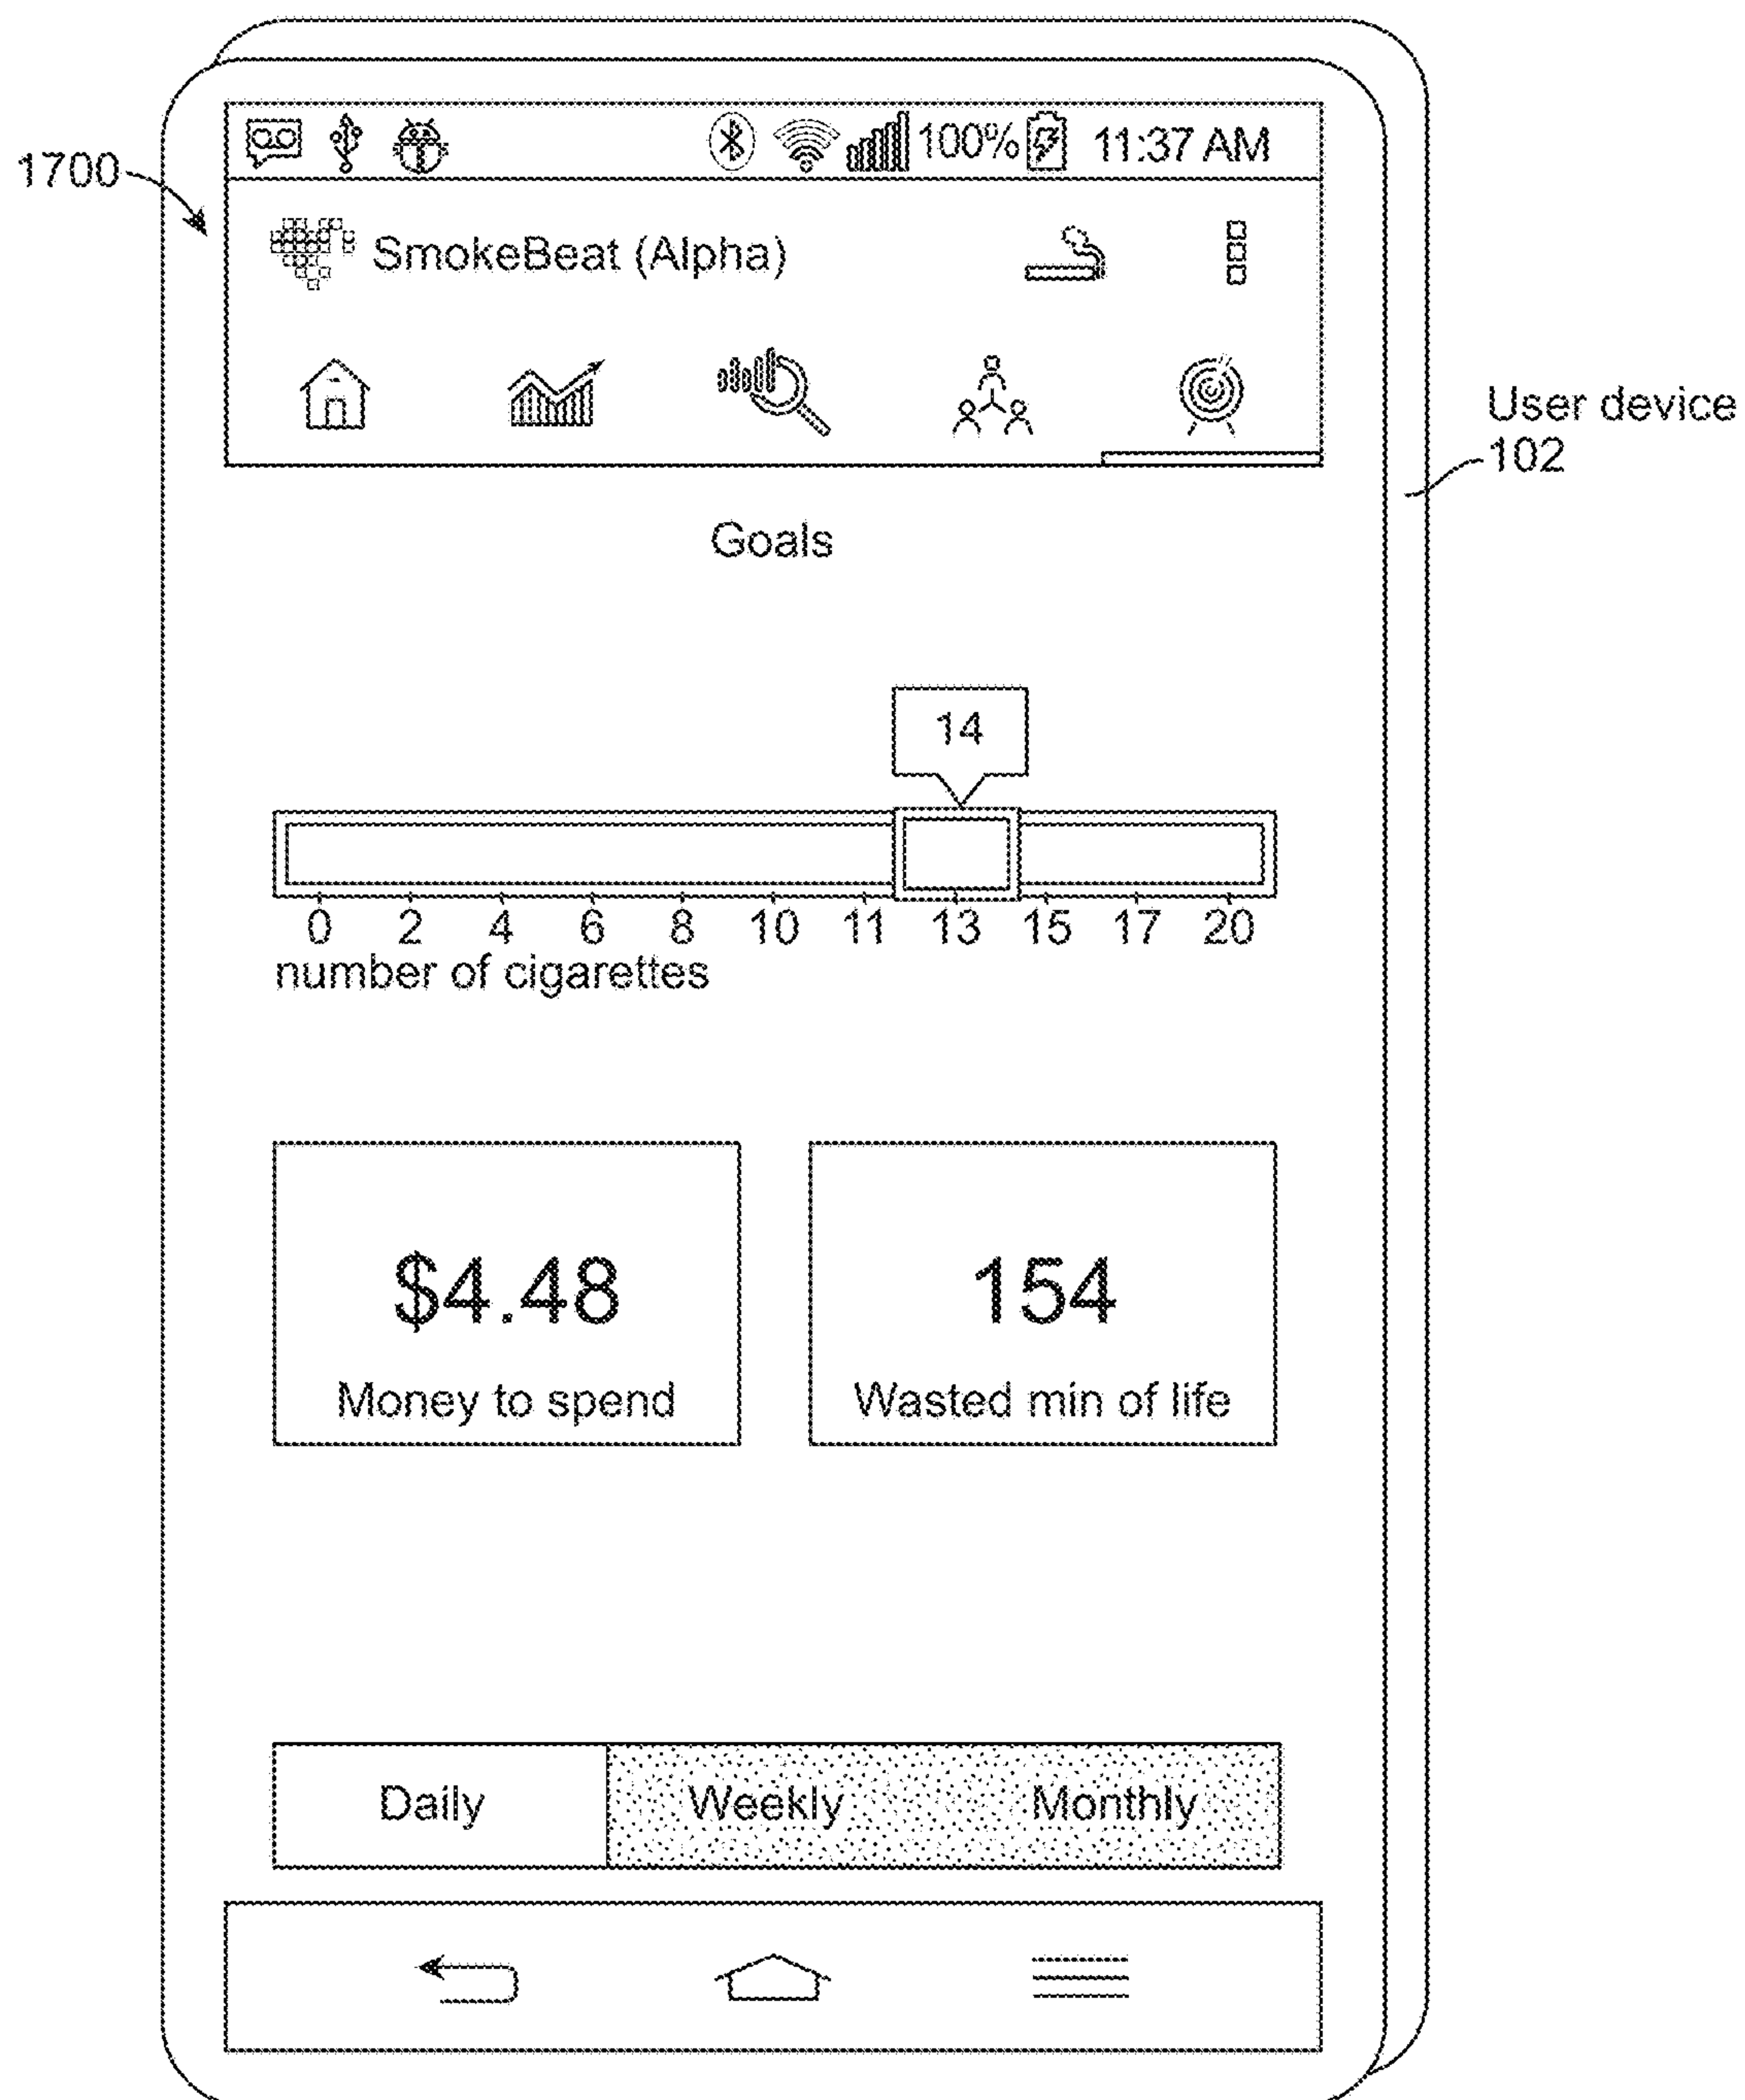 100% 11:37 AM
1700
SmokeBeat (Alpha)
User device
102
Goals
14
0 2 4 6 8 10 11 13 15 17 20
number of cigarettes
$4.48 154
Money to spend Wasted min of life
Daily Weekly Monthly